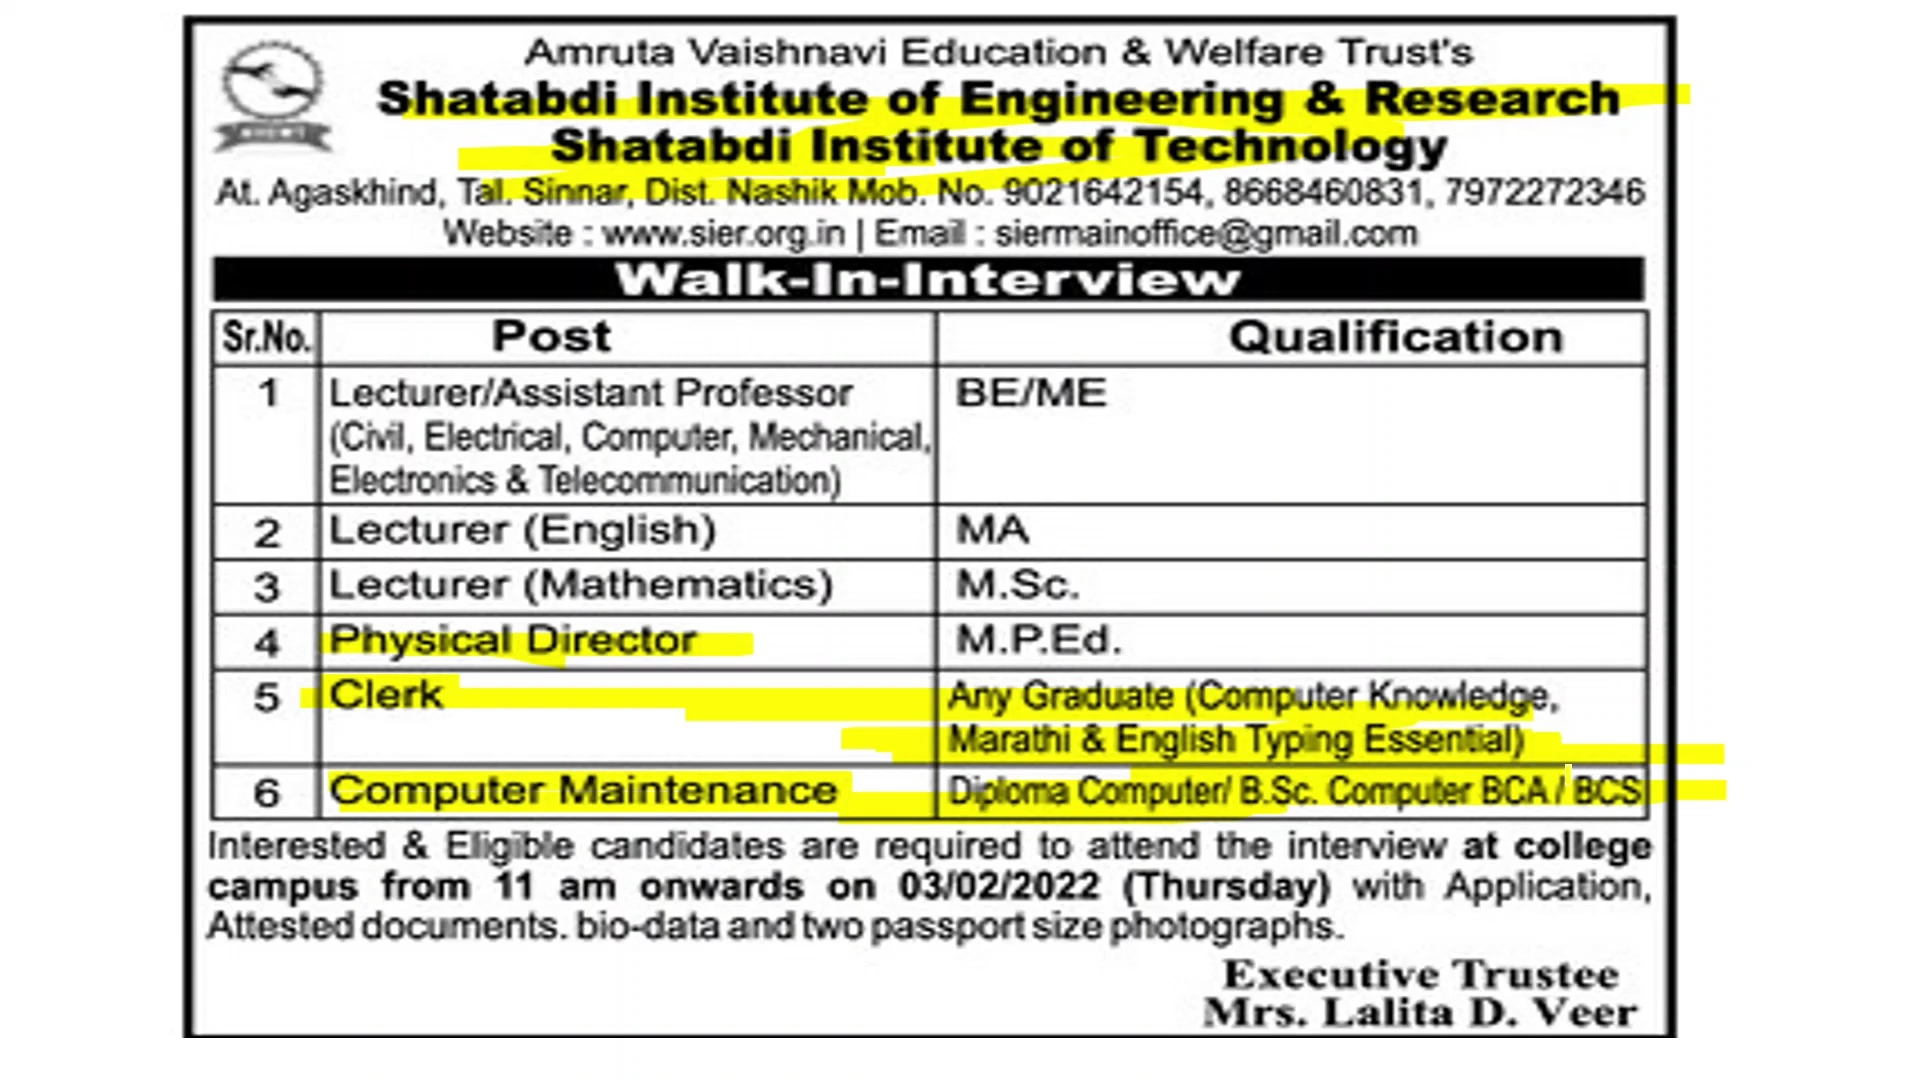 Amruta Vaishnavi Education & Welfare Trust's
Shatabdi Institute of Engineering & Research
Shatabdi Institute of Technology
At. Agaskhind, Tal. Sinnar, Dist. Nashik Mob. No. 9021642154, 8668460831, 7972272346
Website : www.sier.org.in | Email : siermainoffice@gmail.com
Walk-In-Interview
Sr.No. Post Qualification
1 Lecturer/Assistant Professor BE/ME
(Civil, Electrical, Computer, Mechanical,
Electronics & Telecommunication)
2 Lecturer (English) MA
3 Lecturer (Mathematics) M.Sc.
4 Physical Director M.P.Ed.
5 Clerk Any Graduate (Computer Knowledge,
Marathi & English Typing Essential)
6 Computer Maintenance Diploma Computer/ B.Sc. Computer BCA / BCS
Interested & Eligible candidates are required to attend the interview at college
campus from 11 am onwards on 03/02/2022 (Thursday) with Application,
Attested documents. bio-data and two passport size photographs.
Executive Trustee
Mrs. Lalita D. Veer